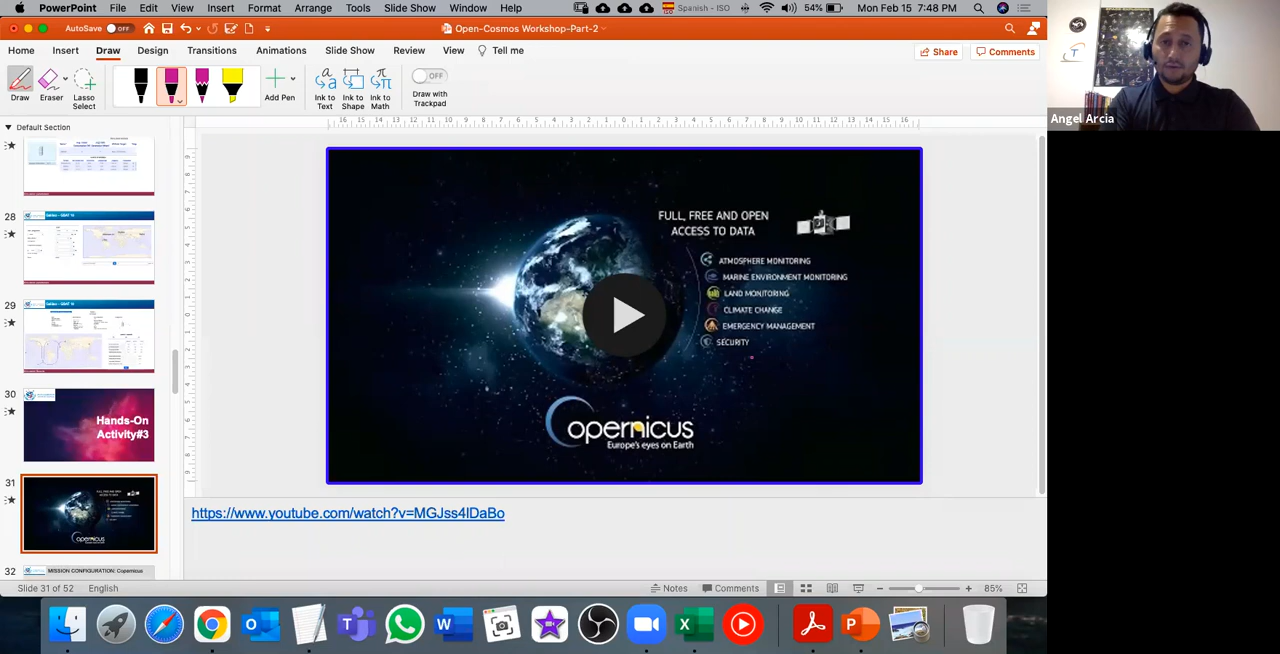 PowerPoint File Edit View Insert Format Arrange Tools Slide Show Window Help Spanish - ISO 54% Mon Feb 15 7:48 PM
AutoSave OFF Open-Cosmos Workshop-Part-2
Home Insert Draw Design Transitions Animations Slide Show Review View Tell me Share Comments
Draw Eraser Lasso Select Add Pen Ink to Text Ink to Shape Ink to Math OFF Draw with Trackpad
Default Section
28
29
30
Hands-On
Activity#3
31
32
MISSION CONFIGURATION: Copernicus
FULL, FREE AND OPEN
ACCESS TO DATA
ATMOSPHERE MONITORING
MARINE ENVIRONMENT MONITORING
LAND MONITORING
CLIMATE CHANGE
EMERGENCY MANAGEMENT
SECURITY
opernicus
Europe's eyes on Earth
https://www.youtube.com/watch?v=MGJss4lDaBo
Slide 31 of 52 English Notes Comments 85%
Angel Arcia